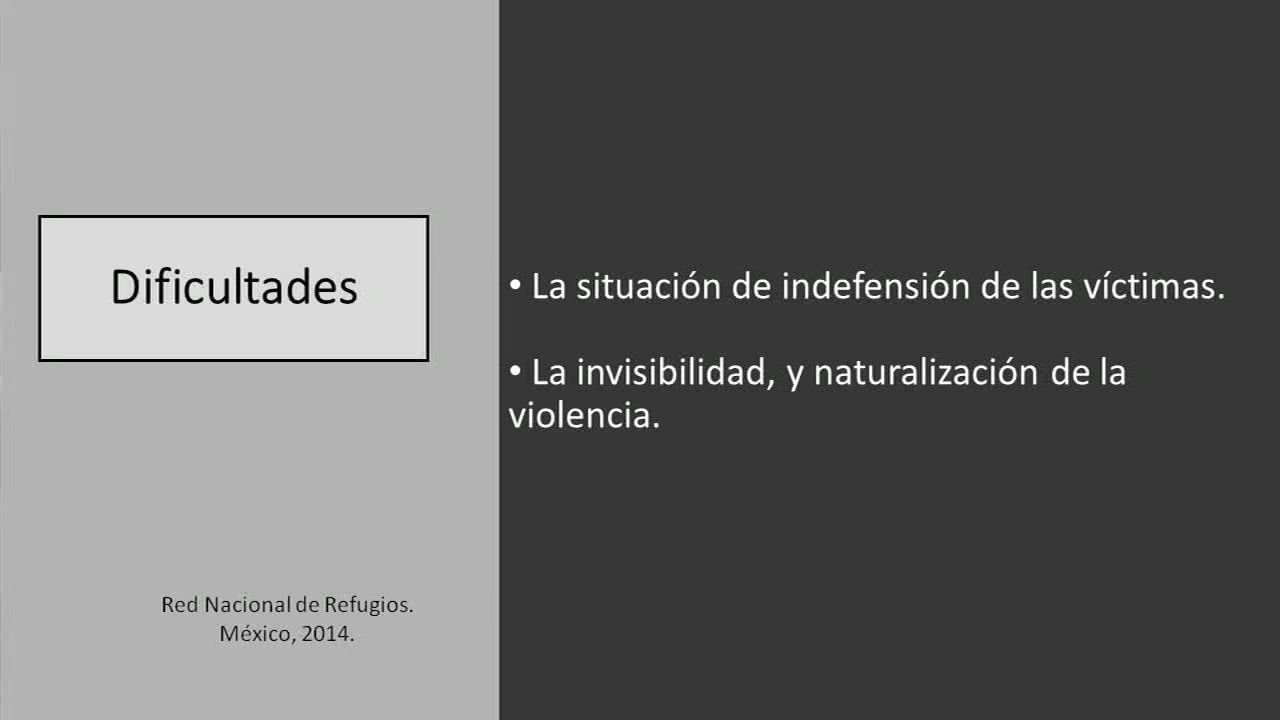 Dificultades
• La situación de indefensión de las víctimas.
• La invisibilidad, y naturalización de la
violencia.
Red Nacional de Refugios.
México, 2014.